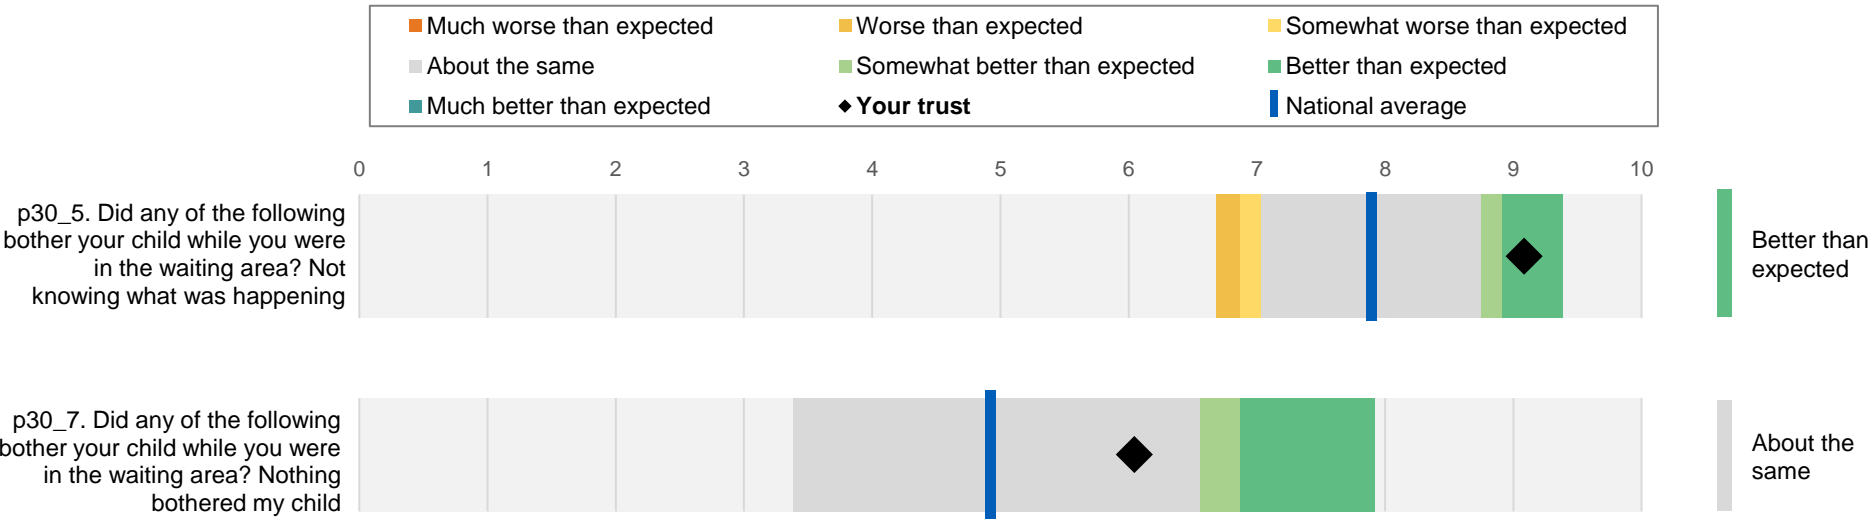 Much worse than expected
Worse than expected
Somewhat worse than expected
About the same
Somewhat better than expected
Better than expected
Much better than expected
Your trust
National average
0 1 2 3 4 5 6 7 8 9 10
p30_5. Did any of the following
bother your child while you were
in the waiting area? Not
knowing what was happening
Better than
expected
p30_7. Did any of the following
bother your child while you were
in the waiting area? Nothing
bothered my child
About the
same